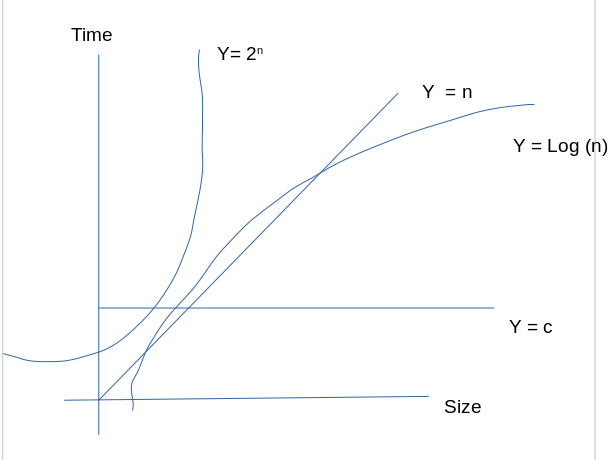 Time
Y= 2ⁿ
Y = n
Y = Log (n)
Y = c
Size